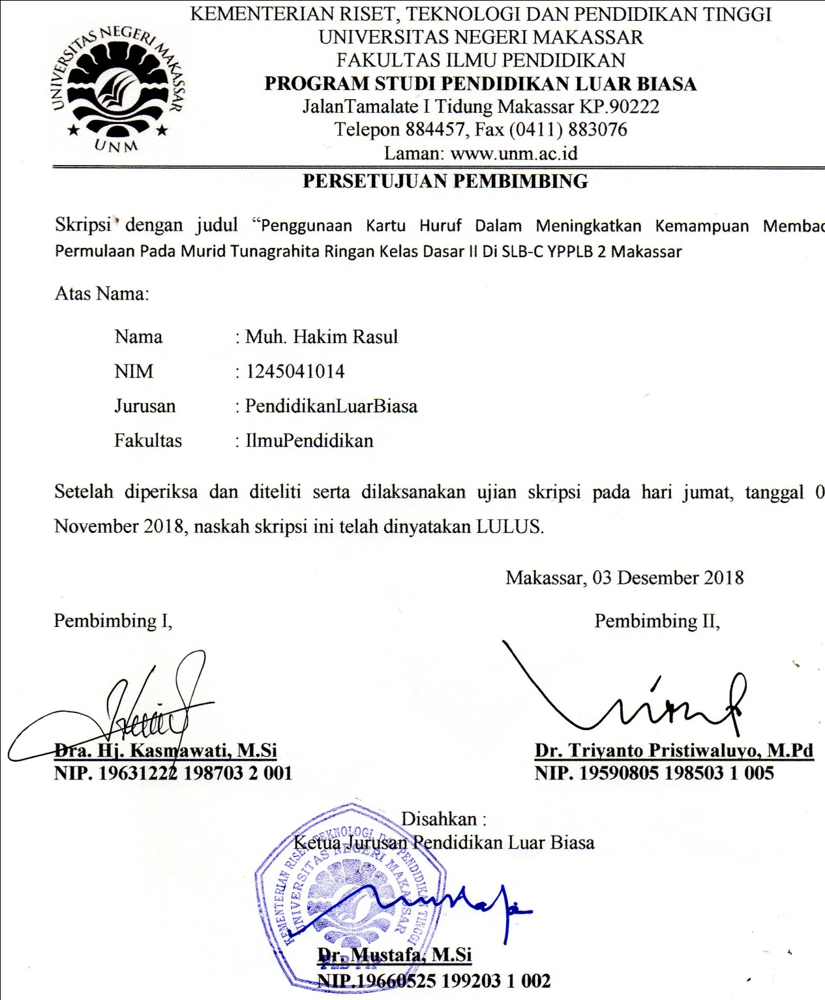 KEMENTERIAN RISET, TEKNOLOGI DAN PENDIDIKAN TINGGI
UNIVERSITAS NEGERI MAKASSAR
FAKULTAS ILMU PENDIDIKAN
PROGRAM STUDI PENDIDIKAN LUAR BIASA
JalanTamalate I Tidung Makassar KP.90222
Telepon 884457, Fax (0411) 883076
Laman: www.unm.ac.id
UNIVERSITAS NEGERI MAKASSAR
UNM
PERSETUJUAN PEMBIMBING
Skripsi dengan judul “Penggunaan Kartu Huruf Dalam Meningkatkan Kemampuan Membac
Permulaan Pada Murid Tunagrahita Ringan Kelas Dasar II Di SLB-C YPPLB 2 Makassar
Atas Nama:
Nama : Muh. Hakim Rasul
NIM : 1245041014
Jurusan : PendidikanLuarBiasa
Fakultas : IlmuPendidikan
Setelah diperiksa dan diteliti serta dilaksanakan ujian skripsi pada hari jumat, tanggal 0
November 2018, naskah skripsi ini telah dinyatakan LULUS.
Makassar, 03 Desember 2018
Pembimbing I, Pembimbing II,
Dra. Hj. Kasmawati, M.Si Dr. Triyanto Pristiwaluyo, M.Pd
NIP. 19631222 198703 2 001 NIP. 19590805 198503 1 005
Disahkan :
Ketua Jurusan Pendidikan Luar Biasa
KEMENTERIAN RISET, TEKNOLOGI, DAN PENDIDIKAN TINGGI
UNIVERSITAS NEGERI MAKASSAR
PLB FIP
Dr. Mustafa, M.Si
NIP.19660525 199203 1 002